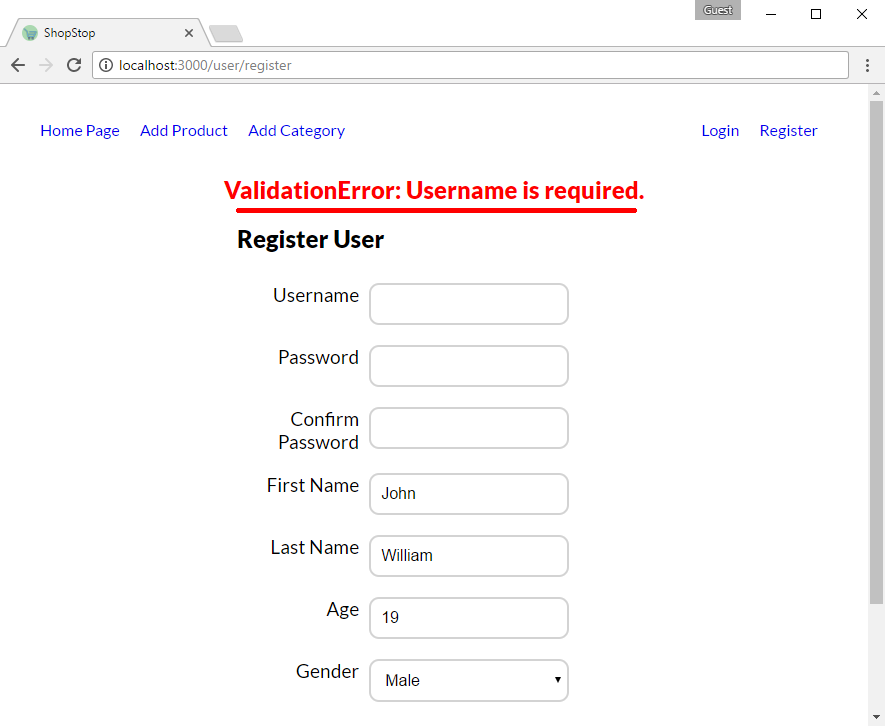 Guest
ShopStop
localhost:3000/user/register
Home Page Add Product Add Category Login Register
ValidationError: Username is required.
Register User
Username
Password
Confirm
Password
First Name John
Last Name William
Age 19
Gender Male